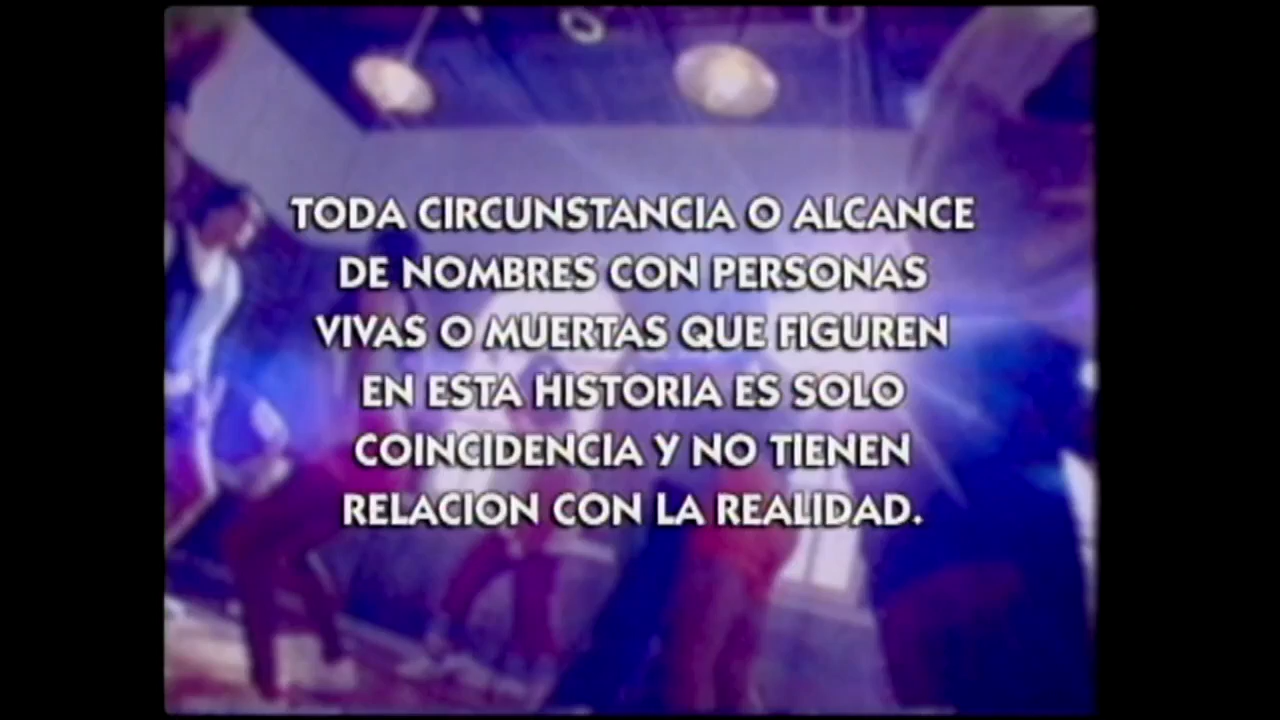 TODA CIRCUNSTANCIA O ALCANCE
DE NOMBRES CON PERSONAS
VIVAS O MUERTAS QUE FIGUREN
EN ESTA HISTORIA ES SOLO
COINCIDENCIA Y NO TIENEN
RELACION CON LA REALIDAD.